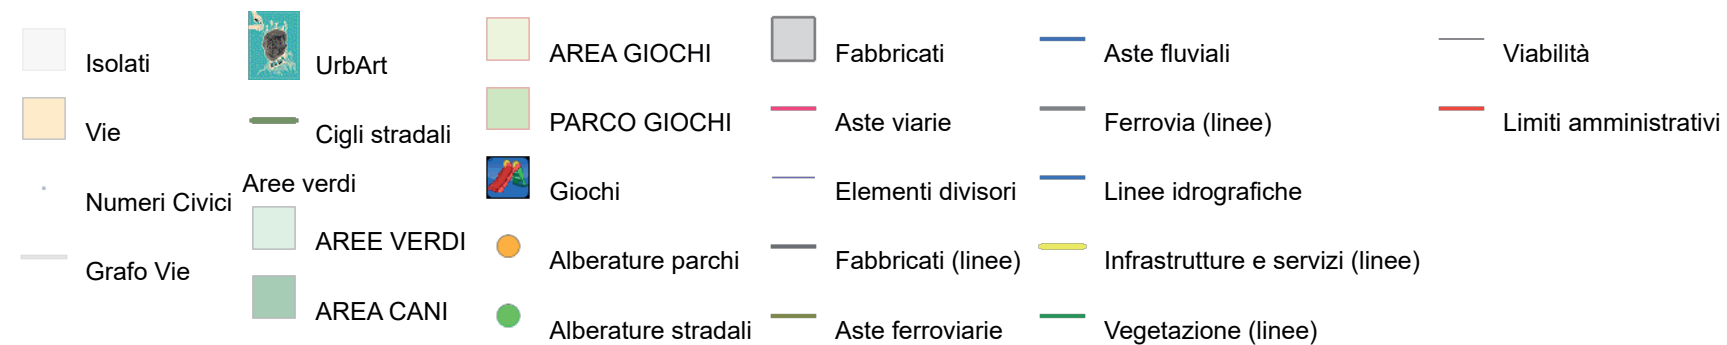 Isolati
Vie
Numeri Civici
Grafo Vie
UrbArt
Cigli stradali
Aree verdi
AREE VERDI
AREA CANI
AREA GIOCHI
PARCO GIOCHI
Giochi
Alberature parchi
Alberature stradali
Fabbricati
Aste viarie
Elementi divisori
Fabbricati (linee)
Aste ferroviarie
Aste fluviali
Ferrovia (linee)
Linee idrografiche
Infrastrutture e servizi (linee)
Vegetazione (linee)
Viabilità
Limiti amministrativi